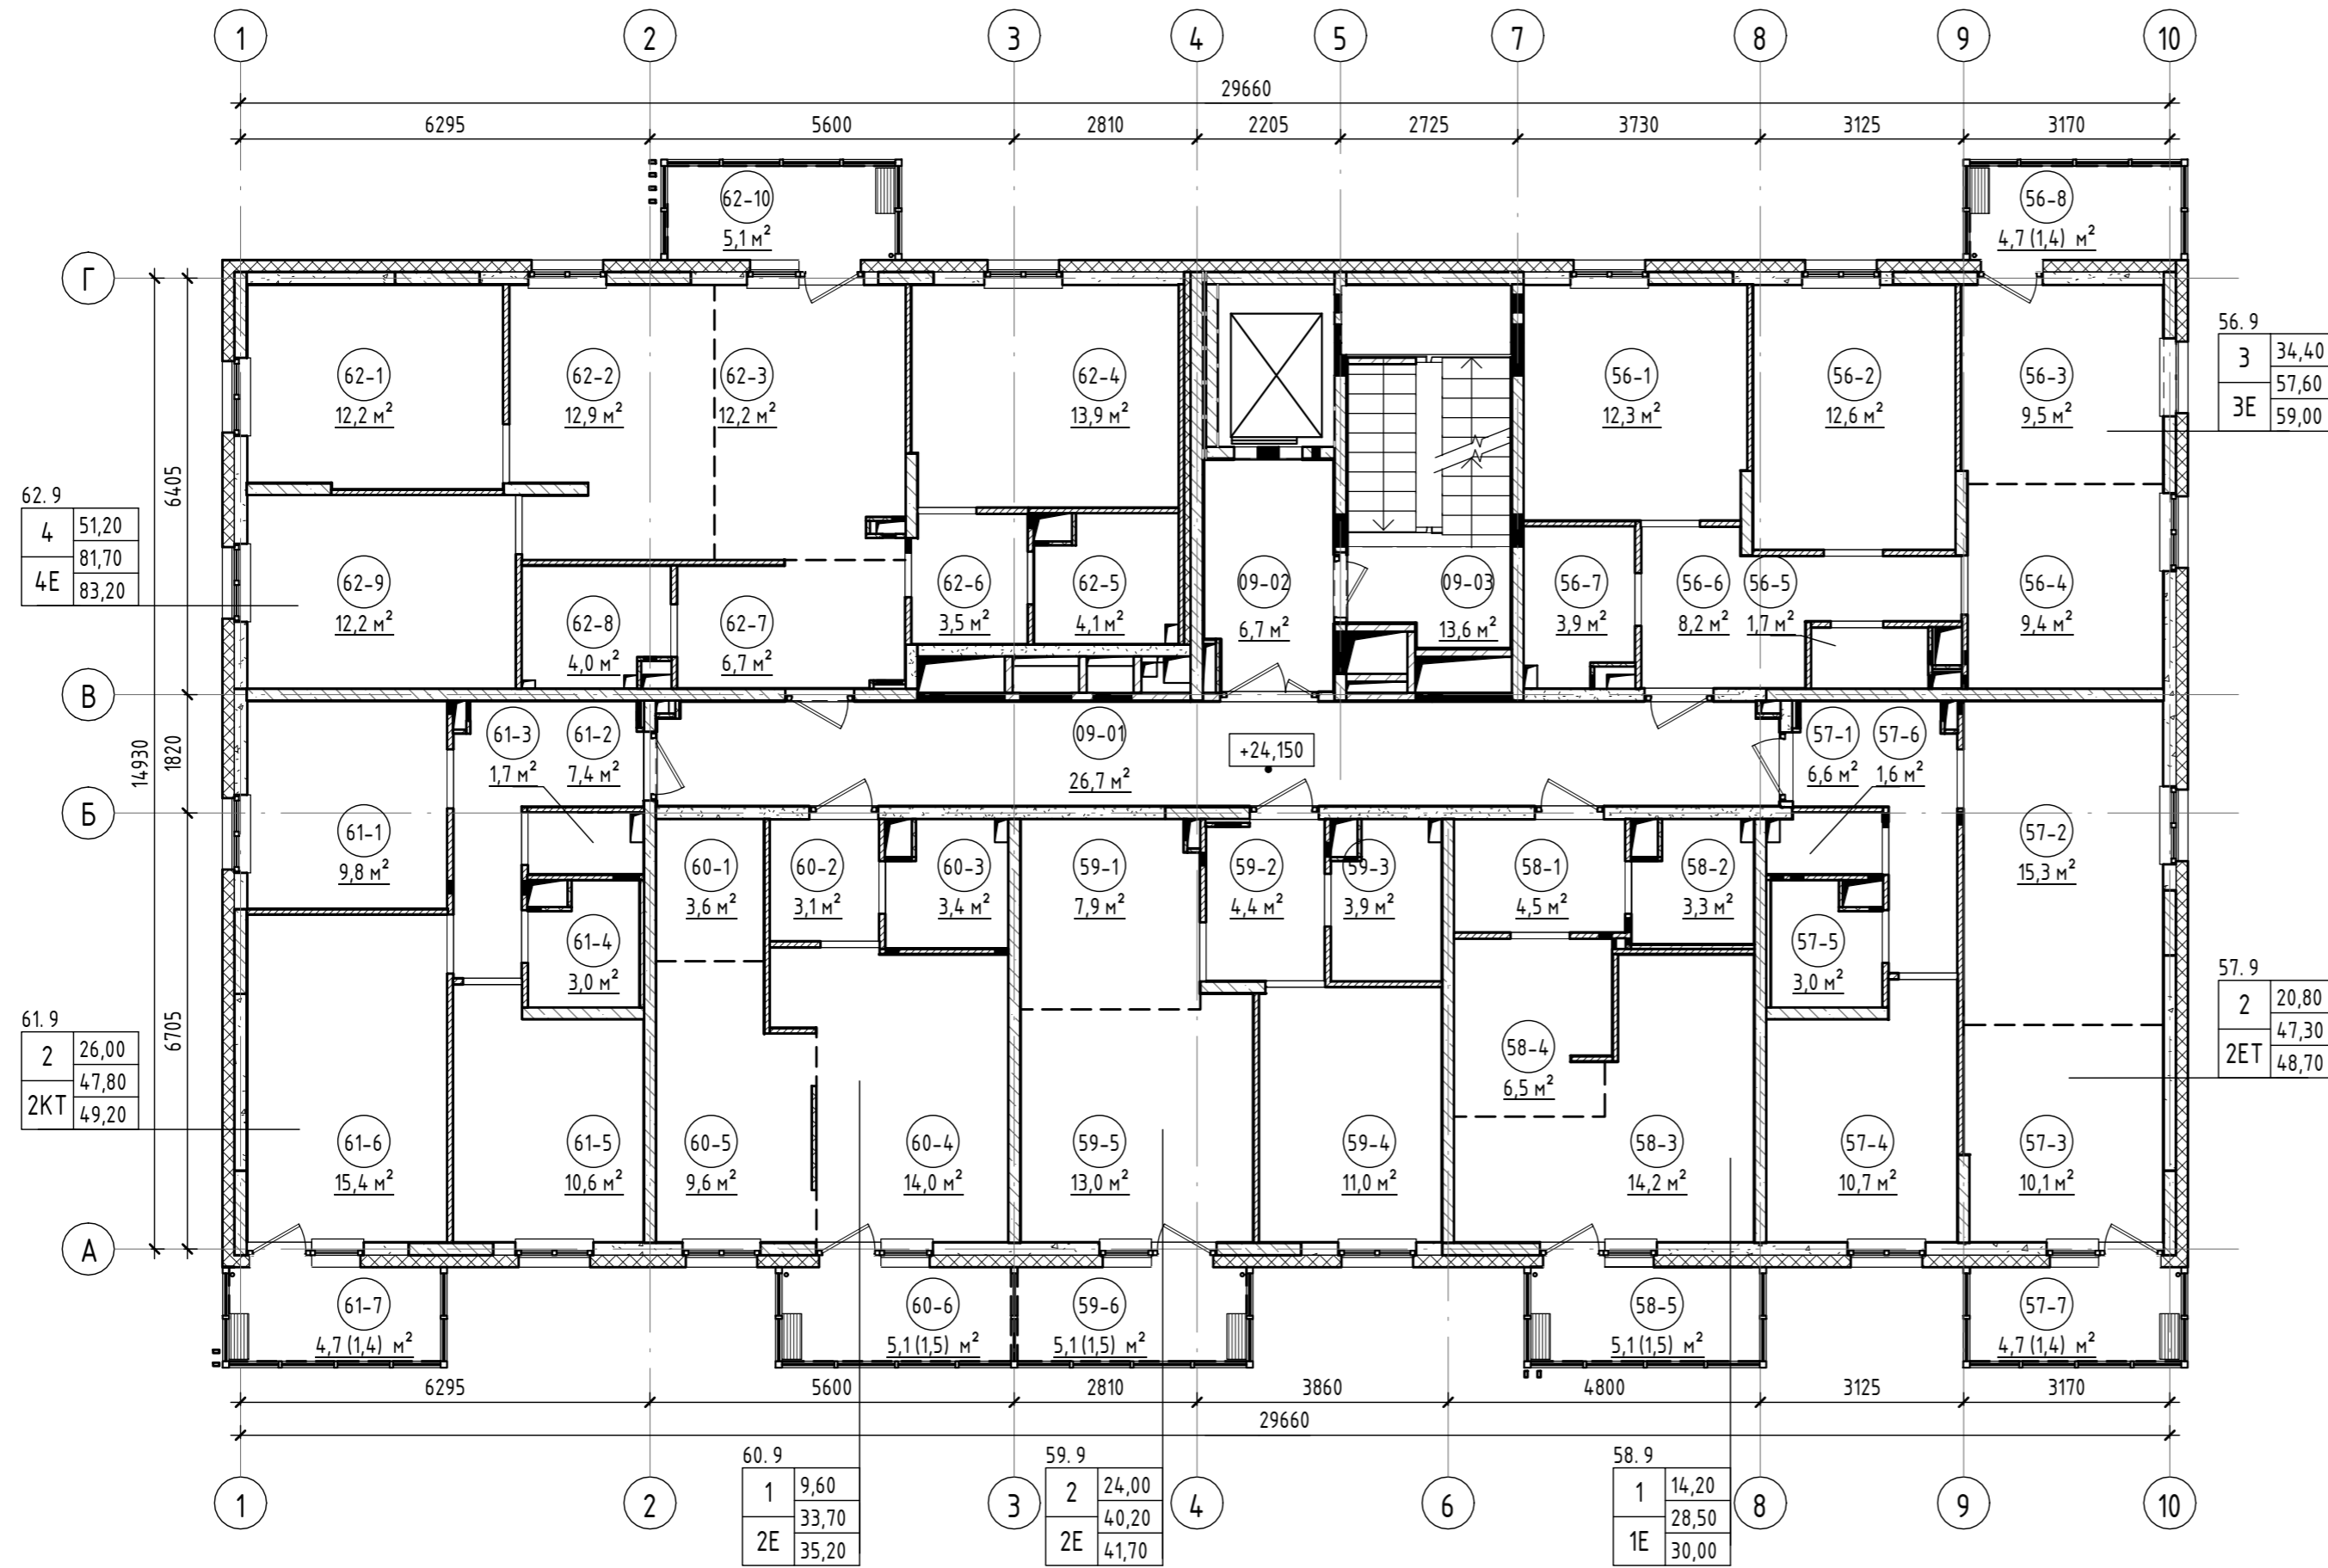 1 2 3 4 5 7 8 9 10
29660
6295 5600 2810 2205 2725 3730 3125 3170
62-10
5,1 м²
56-8
4,7 (1,4) м²
Г
56.9
3 34,40
57,60
3Е 59,00
62-1
12,2 м²
62-2
12,9 м²
62-3
12,2 м²
62-4
13,9 м²
56-1
12,3 м²
56-2
12,6 м²
56-3
9,5 м²
6405
62.9
4 51,20
81,70
4Е 83,20
62-9
12,2 м²
62-8
4,0 м²
62-7
6,7 м²
62-6
3,5 м²
62-5
4,1 м²
09-02
6,7 м²
09-03
13,6 м²
56-7
3,9 м²
56-6
8,2 м²
56-5
1,7 м²
56-4
9,4 м²
В
14930
1820
61-3
1,7 м²
61-2
7,4 м²
09-01
26,7 м²
+24,150
57-1
6,6 м²
57-6
1,6 м²
Б
61-1
9,8 м²
60-1
3,6 м²
60-2
3,1 м²
60-3
3,4 м²
59-1
7,9 м²
59-2
4,4 м²
59-3
3,9 м²
58-1
4,5 м²
58-2
3,3 м²
57-2
15,3 м²
61-4
3,0 м²
57-5
3,0 м²
57.9
2 20,80
47,30
2ЕТ 48,70
6705
61.9
2 26,00
47,80
2КТ 49,20
58-4
6,5 м²
61-6
15,4 м²
61-5
10,6 м²
60-5
9,6 м²
60-4
14,0 м²
59-5
13,0 м²
59-4
11,0 м²
58-3
14,2 м²
57-4
10,7 м²
57-3
10,1 м²
А
61-7
4,7 (1,4) м²
60-6
5,1 (1,5) м²
59-6
5,1 (1,5) м²
58-5
5,1 (1,5) м²
57-7
4,7 (1,4) м²
6295 5600 2810 3860 4800 3125 3170
29660
60.9
1 9,60
33,70
2Е 35,20
59.9
2 24,00
40,20
2Е 41,70
58.9
1 14,20
28,50
1Е 30,00
1 2 3 4 6 8 9 10